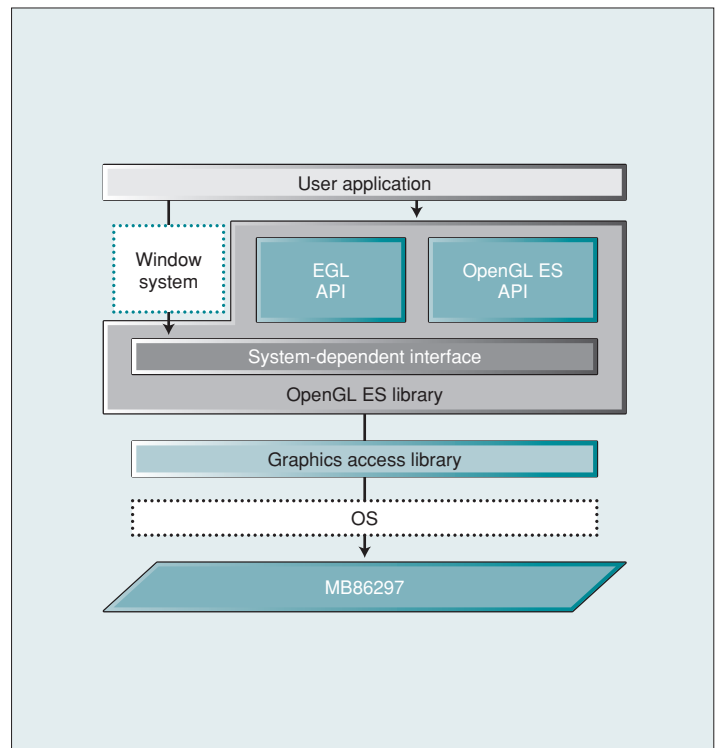 User application
Window
system
EGL
API
OpenGL ES
API
System-dependent interface
OpenGL ES library
Graphics access library
OS
MB86297